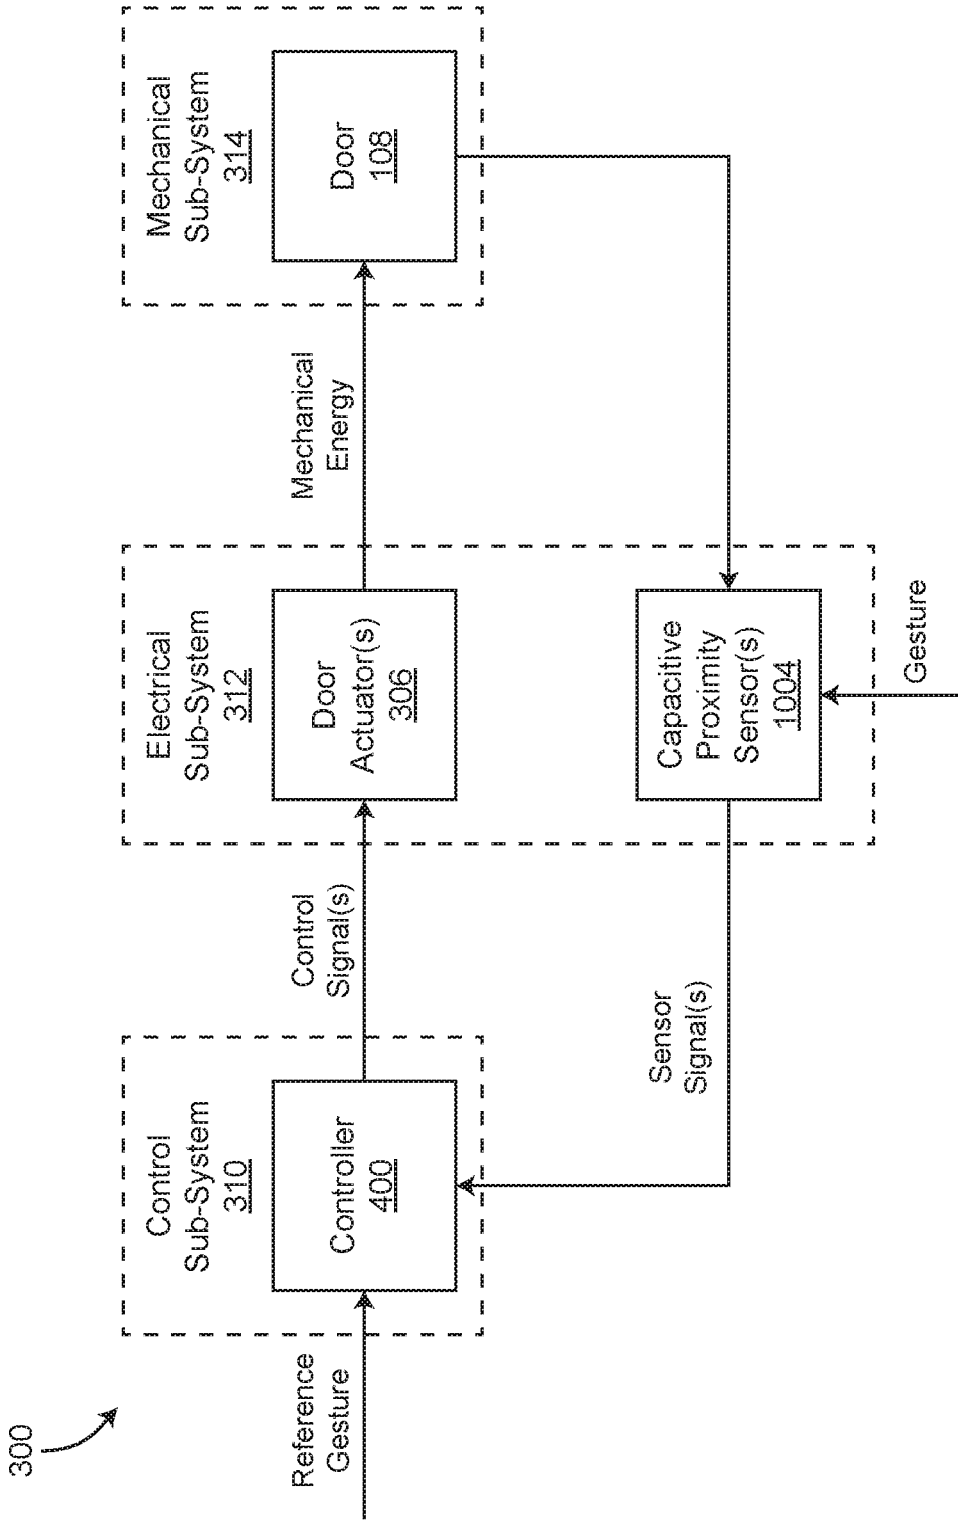 300
Reference
Gesture
Control
Sub-System
310
Controller
400
Control
Signal(s)
Sensor
Signal(s)
Electrical
Sub-System
312
Door
Actuator(s)
306
Capacitive
Proximity
Sensor(s)
1004
Gesture
Mechanical
Energy
Mechanical
Sub-System
314
Door
108